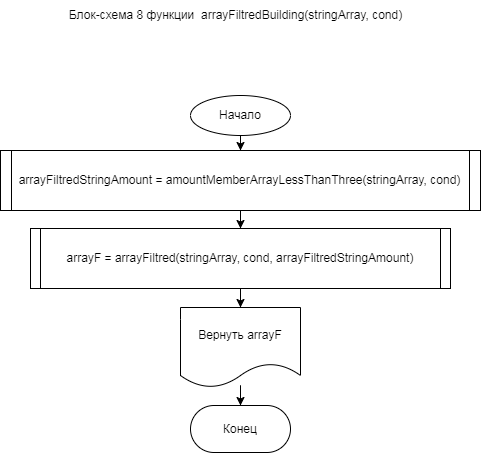 Блок-схема 8 функции arrayFiltredBuilding(stringArray, cond)
Начало
arrayFiltredStringAmount = amountMemberArrayLessThanThree(stringArray, cond)
arrayF = arrayFiltred(stringArray, cond, arrayFiltredStringAmount)
Вернуть arrayF
Конец